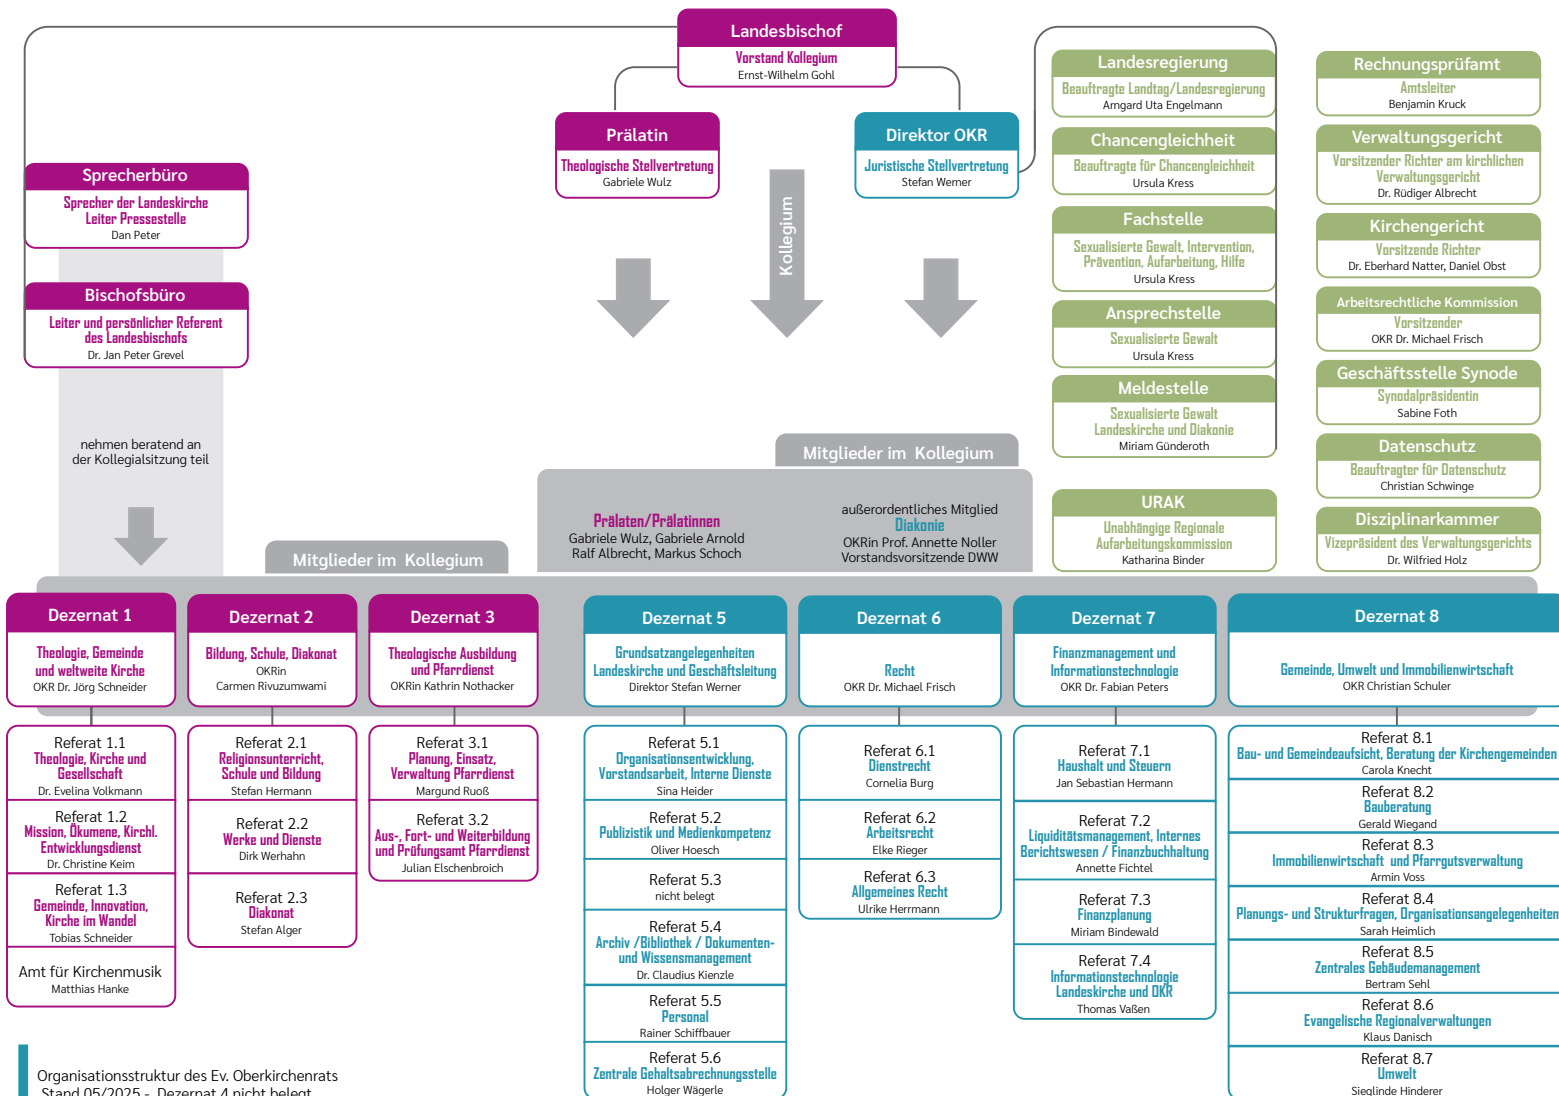 Landesbischof
Vorstand Kollegium
Ernst-Wilhelm Gohl
Prälatin
Theologische Stellvertretung
Gabriele Wulz
Direktor OKR
Juristische Stellvertretung
Stefan Werner
Kollegium
Sprecherbüro
Sprecher der Landeskirche
Leiter Pressestelle
Dan Peter
Bischofsbüro
Leiter und persönlicher Referent
des Landesbischofs
Dr. Jan Peter Grevel
nehmen beratend an
der Kollegialsitzung teil
Landesregierung
Beauftragte Landtag/Landesregierung
Arngard Uta Engelmann
Chancengleichheit
Beauftragte für Chancengleichheit
Ursula Kress
Fachstelle
Sexualisierte Gewalt, Intervention,
Prävention, Aufarbeitung, Hilfe
Ursula Kress
Ansprechstelle
Sexualisierte Gewalt
Ursula Kress
Meldestelle
Sexualisierte Gewalt
Landeskirche und Diakonie
Miriam Günderoth
URAK
Unabhängige Regionale
Aufarbeitungskommission
Katharina Binder
Rechnungsprüfamt
Amtsleiter
Benjamin Kruck
Verwaltungsgericht
Vorsitzender Richter am kirchlichen
Verwaltungsgericht
Dr. Rüdiger Albrecht
Kirchengericht
Vorsitzende Richter
Dr. Eberhard Natter, Daniel Obst
Arbeitsrechtliche Kommission
Vorsitzender
OKR Dr. Michael Frisch
Geschäftsstelle Synode
Synodalpräsidentin
Sabine Foth
Datenschutz
Beauftragter für Datenschutz
Christian Schwinge
Disziplinarkammer
Vizepräsident des Verwaltungsgerichts
Dr. Wilfried Holz
Mitglieder im Kollegium
Prälaten/Prälatinnen
Gabriele Wulz, Gabriele Arnold
Ralf Albrecht, Markus Schoch
außerordentliches Mitglied
Diakonie
OKRin Prof. Annette Noller
Vorstandsvorsitzende DWW
Mitglieder im Kollegium
Dezernat 1
Theologie, Gemeinde
und weltweite Kirche
OKR Dr. Jörg Schneider
Referat 1.1
Theologie, Kirche und
Gesellschaft
Dr. Evelina Volkmann
Referat 1.2
Mission, Ökumene, Kirchl.
Entwicklungsdienst
Dr. Christine Keim
Referat 1.3
Gemeinde, Innovation,
Kirche im Wandel
Tobias Schneider
Amt für Kirchenmusik
Matthias Hanke
Dezernat 2
Bildung, Schule, Diakonat
OKRin
Carmen Rivuzumwami
Referat 2.1
Religionsunterricht,
Schule und Bildung
Stefan Hermann
Referat 2.2
Werke und Dienste
Dirk Werhahn
Referat 2.3
Diakonat
Stefan Alger
Dezernat 3
Theologische Ausbildung
und Pfarrdienst
OKRin Kathrin Nothacker
Referat 3.1
Planung, Einsatz,
Verwaltung Pfarrdienst
Margund Ruoß
Referat 3.2
Aus-, Fort- und Weiterbildung
und Prüfungsamt Pfarrdienst
Julian Elschenbroich
Dezernat 5
Grundsatzangelegenheiten
Landeskirche und Geschäftsleitung
Direktor Stefan Werner
Referat 5.1
Organisationsentwicklung,
Vorstandsarbeit, Interne Dienste
Sina Heider
Referat 5.2
Publizistik und Medienkompetenz
Oliver Hoesch
Referat 5.3
nicht belegt
Referat 5.4
Archiv /Bibliothek / Dokumenten-
und Wissensmanagement
Dr. Claudius Kienzle
Referat 5.5
Personal
Rainer Schiffbauer
Referat 5.6
Zentrale Gehaltsabrechnungsstelle
Holger Wägerle
Dezernat 6
Recht
OKR Dr. Michael Frisch
Referat 6.1
Dienstrecht
Cornelia Burg
Referat 6.2
Arbeitsrecht
Elke Rieger
Referat 6.3
Allgemeines Recht
Ulrike Herrmann
Dezernat 7
Finanzmanagement und
Informationstechnologie
OKR Dr. Fabian Peters
Referat 7.1
Haushalt und Steuern
Jan Sebastian Hermann
Referat 7.2
Liquiditätsmanagement, Internes
Berichtswesen / Finanzbuchhaltung
Annette Fichtel
Referat 7.3
Finanzplanung
Miriam Bindewald
Referat 7.4
Informationstechnologie
Landeskirche und OKR
Thomas Vaßen
Dezernat 8
Gemeinde, Umwelt und Immobilienwirtschaft
OKR Christian Schuler
Referat 8.1
Bau- und Gemeindeaufsicht, Beratung der Kirchengemeinden
Carola Knecht
Referat 8.2
Bauberatung
Gerald Wiegand
Referat 8.3
Immobilienwirtschaft und Pfarrgutsverwaltung
Armin Voss
Referat 8.4
Planungs- und Strukturfragen, Organisationsangelegenheiten
Sarah Heimlich
Referat 8.5
Zentrales Gebäudemanagement
Bertram Sehl
Referat 8.6
Evangelische Regionalverwaltungen
Klaus Danisch
Referat 8.7
Umwelt
Sieglinde Hinderer
Organisationsstruktur des Ev. Oberkirchenrats
Stand 05/2025 - Dezernat 4 nicht belegt